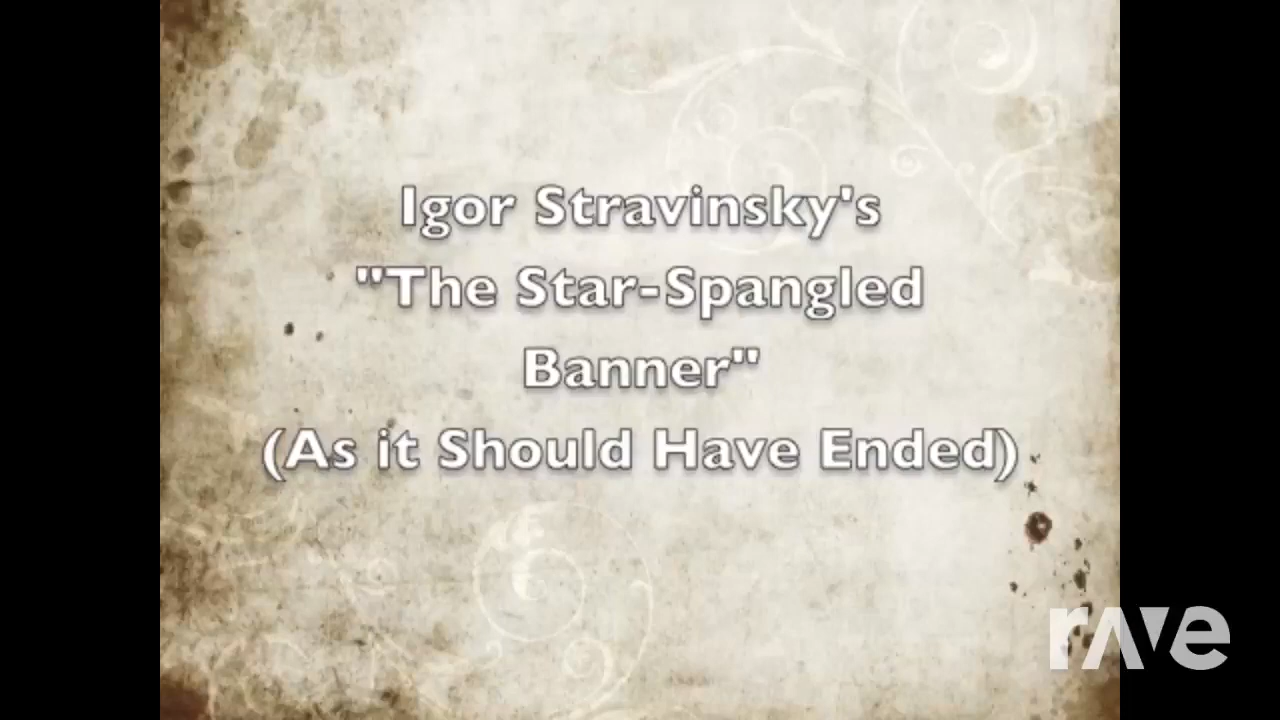 Igor Stravinsky's
"The Star-Spangled
Banner"
(As it Should Have Ended)
rave